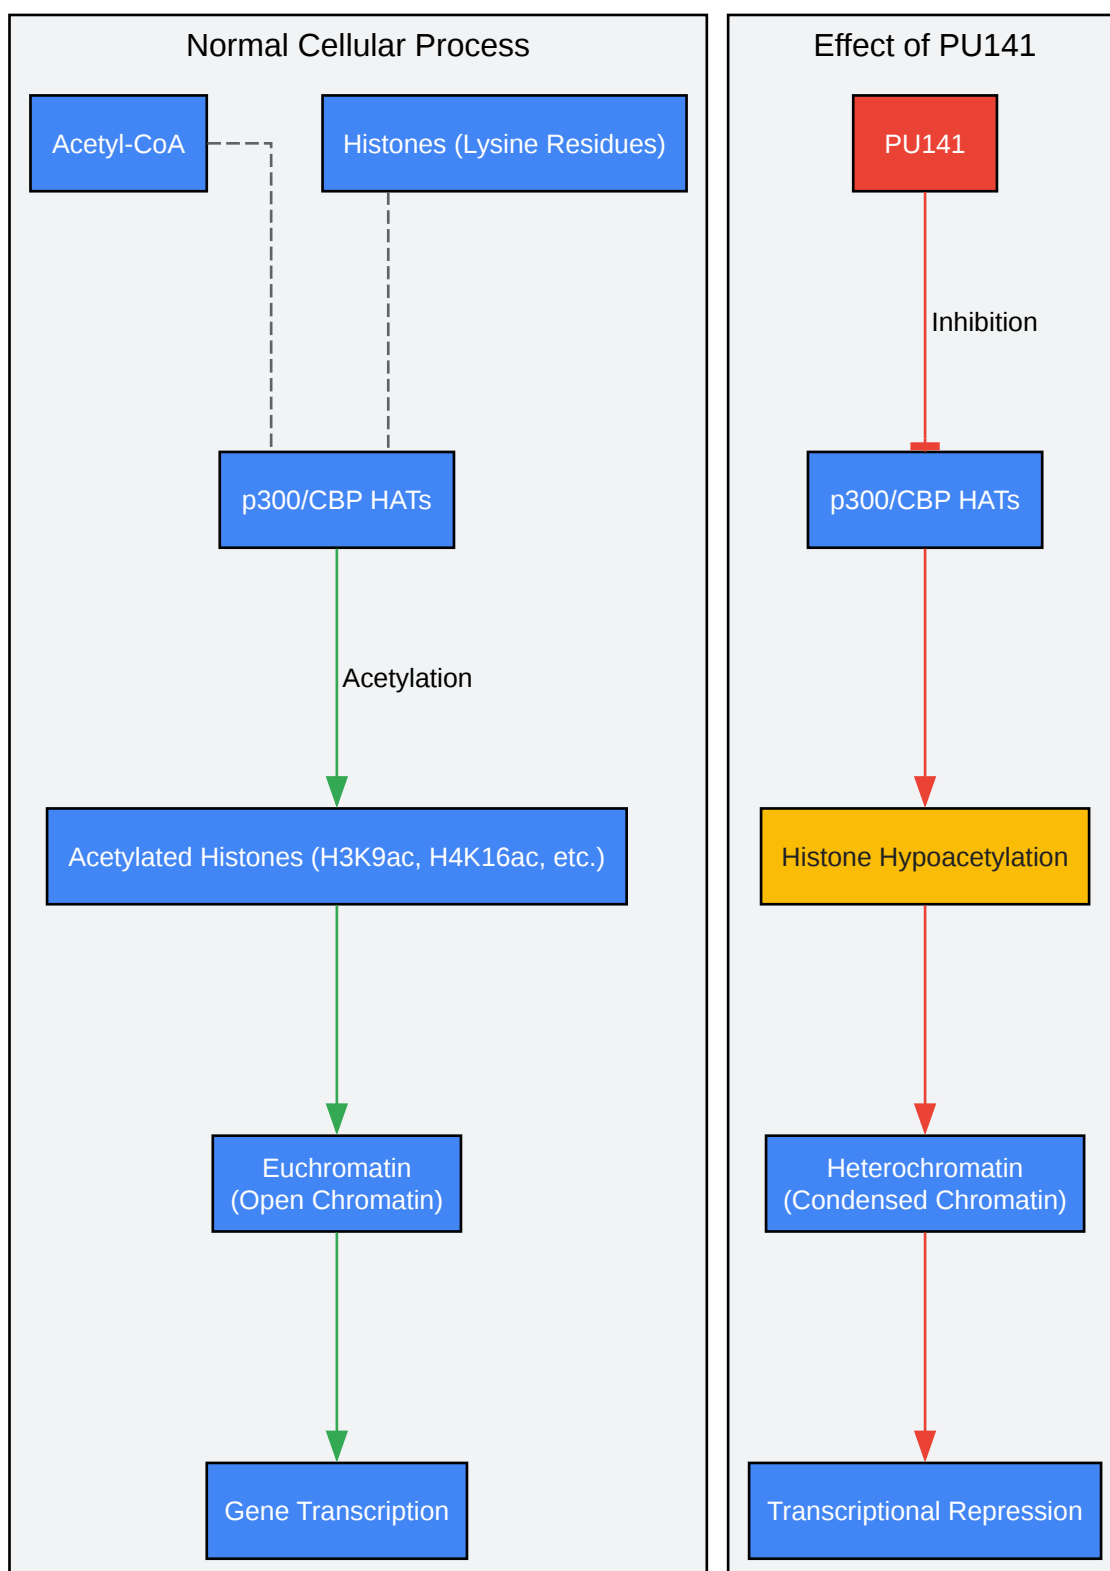 Normal Cellular Process
Acetyl-CoA
Histones (Lysine Residues)
p300/CBP HATs
Acetylation
Acetylated Histones (H3K9ac, H4K16ac, etc.)
Euchromatin
(Open Chromatin)
Gene Transcription
Effect of PU141
PU141
Inhibition
p300/CBP HATs
Histone Hypoacetylation
Heterochromatin
(Condensed Chromatin)
Transcriptional Repression